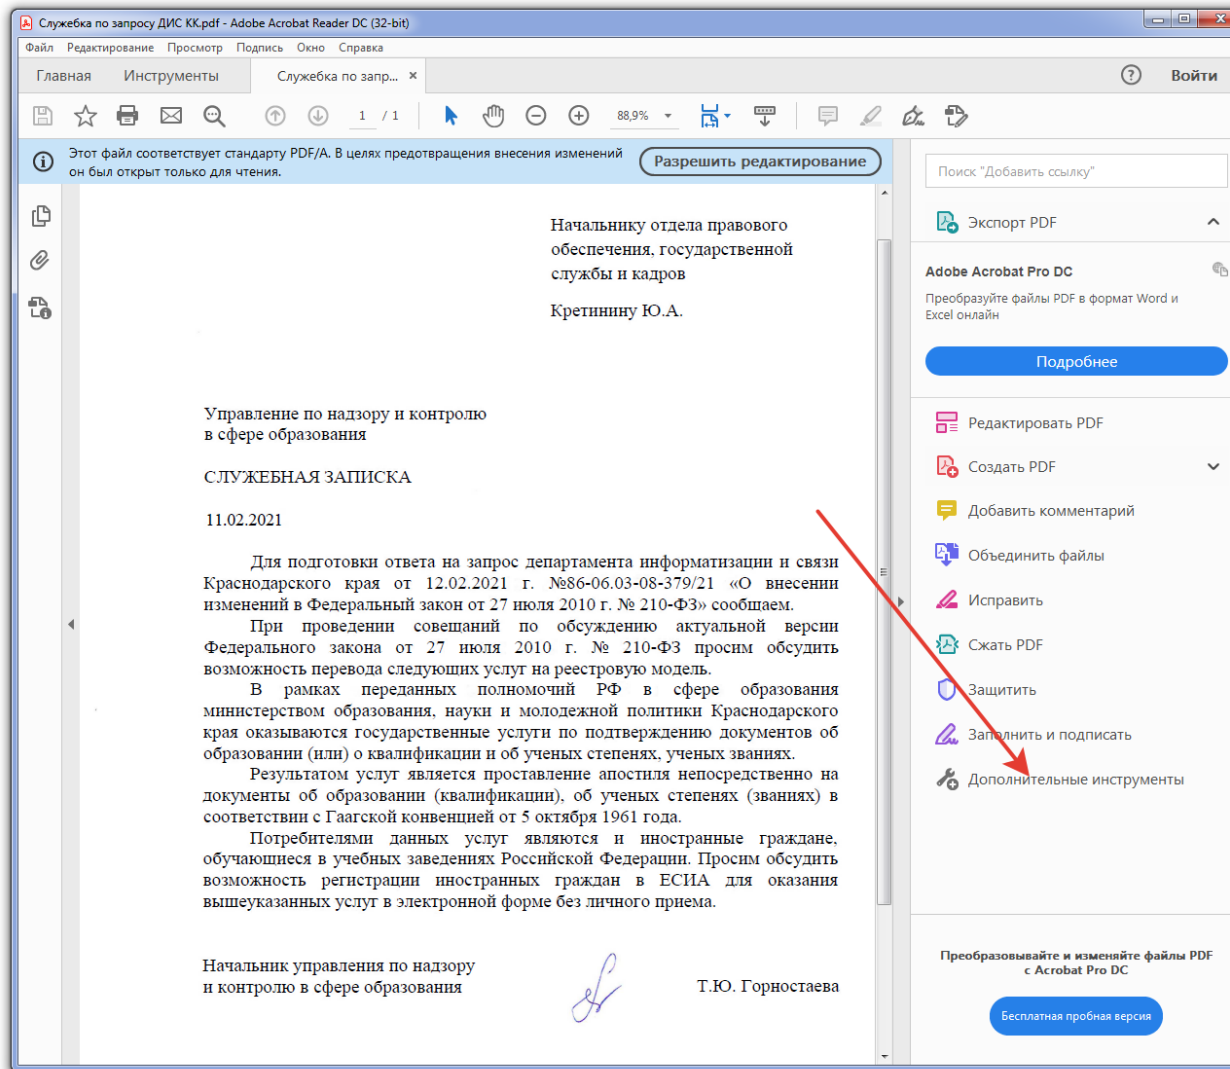 Служебка по запросу ДИС КК.pdf - Adobe Acrobat Reader DC (32-bit)
Файл Редактирование Просмотр Подпись Окно Справка
Главная Инструменты Служебка по запр... × ? Войти
1 / 1 88,9%
Этот файл соответствует стандарту PDF/A. В целях предотвращения внесения изменений
он был открыт только для чтения.
Разрешить редактирование
Начальнику отдела правового
обеспечения, государственной
службы и кадров
Кретинину Ю.А.
Управление по надзору и контролю
в сфере образования
СЛУЖЕБНАЯ ЗАПИСКА
11.02.2021
Для подготовки ответа на запрос департамента информатизации и связи
Краснодарского края от 12.02.2021 г. №86-06.03-08-379/21 «О внесении
изменений в Федеральный закон от 27 июля 2010 г. № 210-ФЗ» сообщаем.
При проведении совещаний по обсуждению актуальной версии
Федерального закона от 27 июля 2010 г. № 210-ФЗ просим обсудить
возможность перевода следующих услуг на реестровую модель.
В рамках переданных полномочий РФ в сфере образования
министерством образования, науки и молодежной политики Краснодарского
края оказываются государственные услуги по подтверждению документов об
образовании (или) о квалификации и об ученых степенях, ученых званиях.
Результатом услуг является проставление апостиля непосредственно на
документы об образовании (квалификации), об ученых степенях (званиях) в
соответствии с Гаагской конвенцией от 5 октября 1961 года.
Потребителями данных услуг являются и иностранные граждане,
обучающиеся в учебных заведениях Российской Федерации. Просим обсудить
возможность регистрации иностранных граждан в ЕСИА для оказания
вышеуказанных услуг в электронной форме без личного приема.
Начальник управления по надзору
и контролю в сфере образования
Т.Ю. Горностаева
Поиск "Добавить ссылку"
Экспорт PDF
Adobe Acrobat Pro DC
Преобразуйте файлы PDF в формат Word и
Excel онлайн
Подробнее
Редактировать PDF
Создать PDF
Добавить комментарий
Объединить файлы
Исправить
Сжать PDF
Защитить
Заполнить и подписать
Дополнительные инструменты
Преобразовывайте и изменяйте файлы PDF
с Acrobat Pro DC
Бесплатная пробная версия